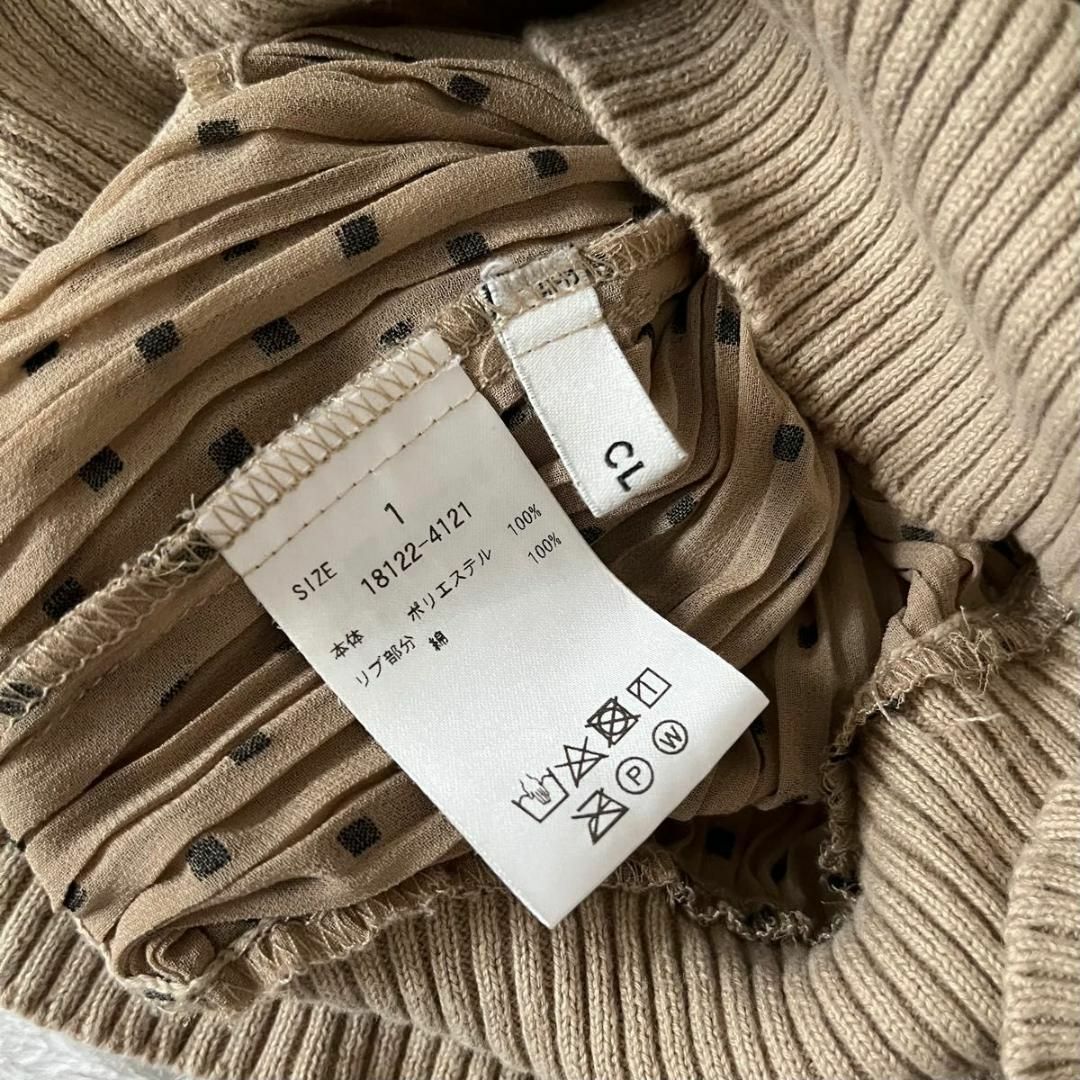 CL
SIZE 1
18122-4121
本体 ポリエステル 100%
リブ部分 綿 100%
P W